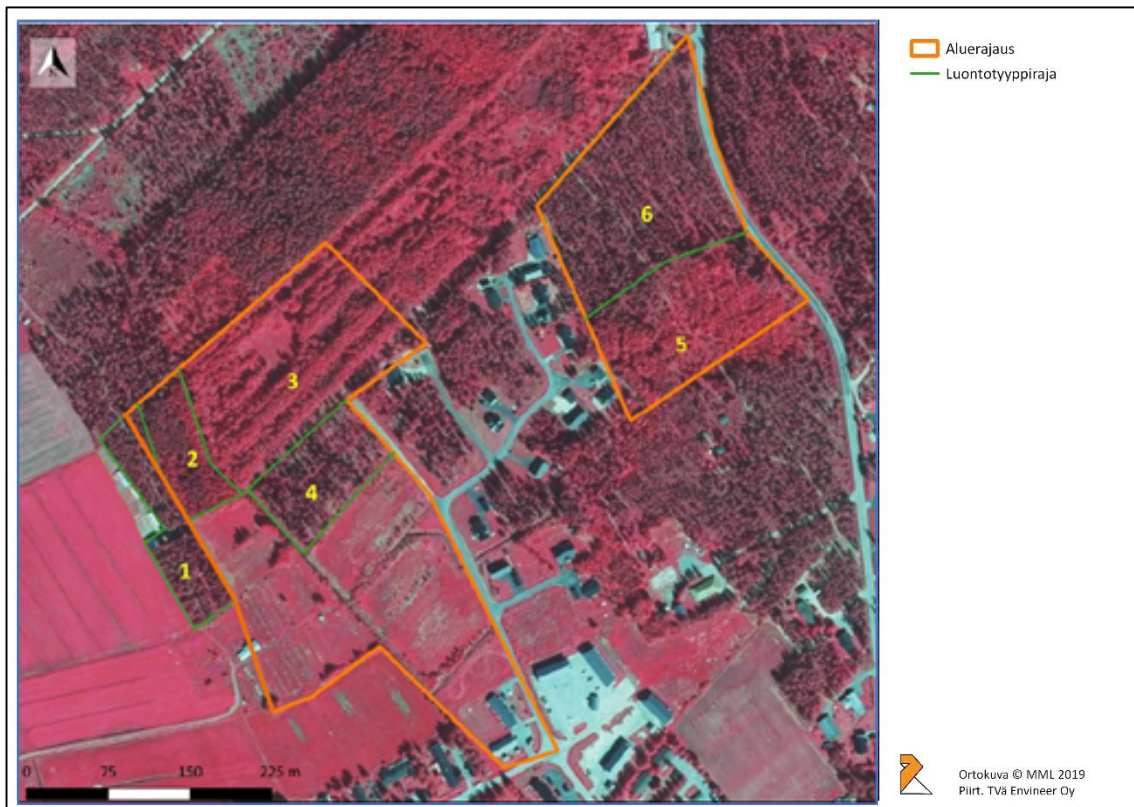 Aluerajaus
Luontotyyppiraja
6
5
3
2
4
1
0 75 150 225 m
Ortokuva © MML 2019
Piirt. TVä Envineer Oy